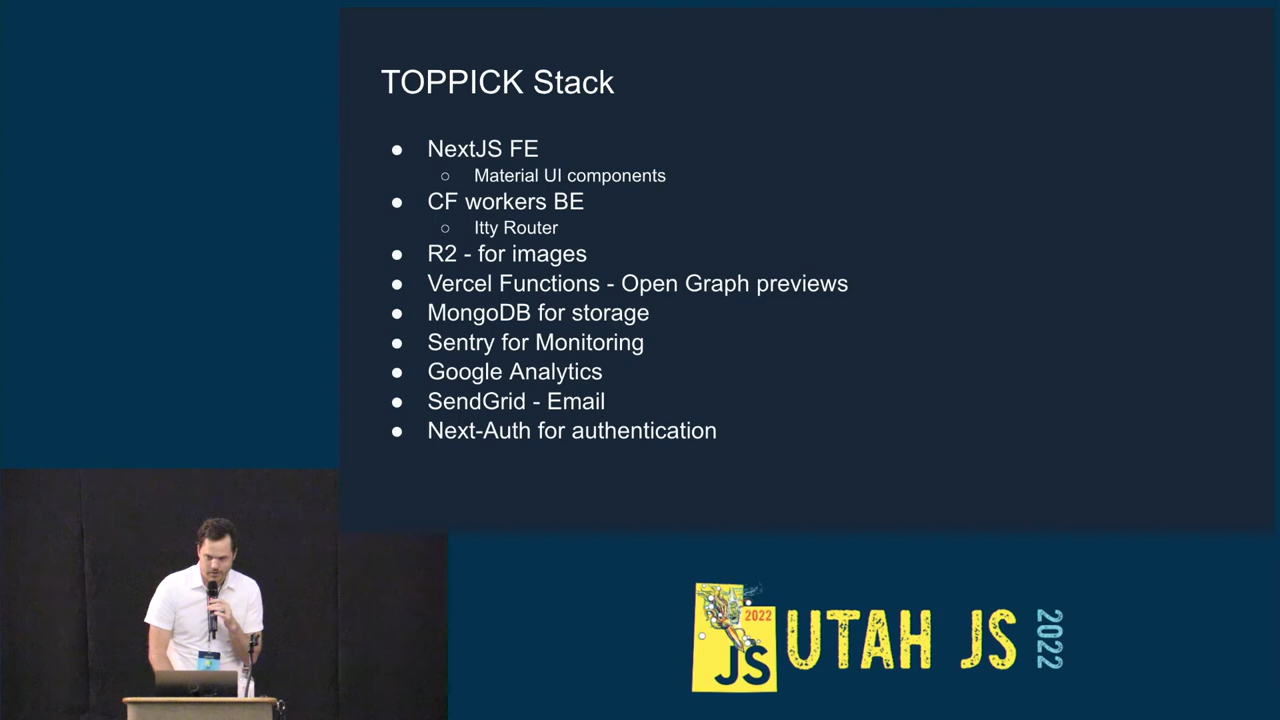 TOPPICK Stack
● NextJS FE
○ Material UI components
● CF workers BE
○ Itty Router
● R2 - for images
● Vercel Functions - Open Graph previews
● MongoDB for storage
● Sentry for Monitoring
● Google Analytics
● SendGrid - Email
● Next-Auth for authentication
2022
JS
UTAH JS
2022